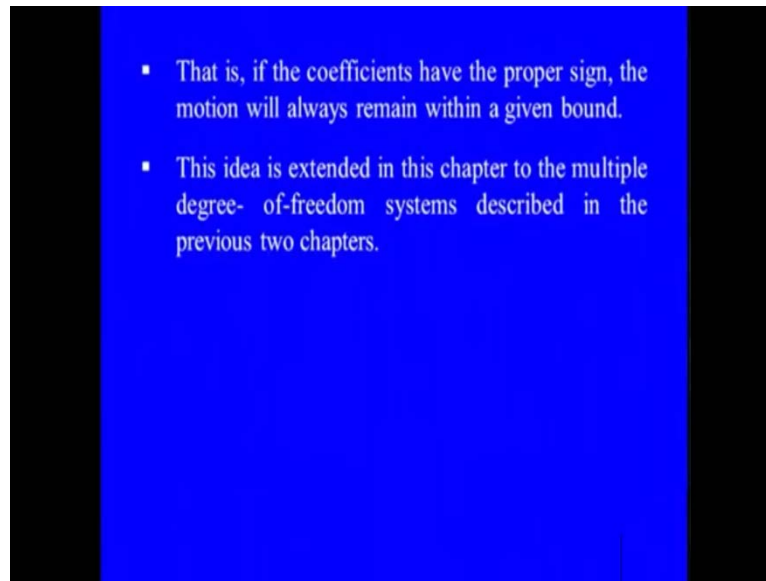 ▪ That is, if the coefficients have the proper sign, the
motion will always remain within a given bound.
▪ This idea is extended in this chapter to the multiple
degree- of-freedom systems described in the
previous two chapters.